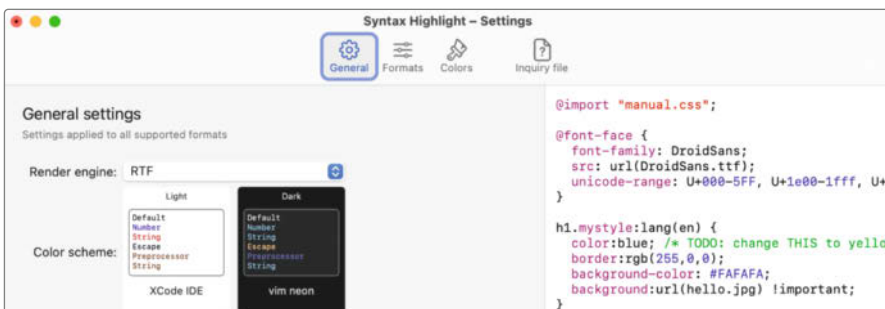 Syntax Highlight – Settings
General Formats Colors Inquiry file
General settings
Settings applied to all supported formats
Render engine: RTF
Color scheme:
Light
Default
Number
String
Escape
Preprocessor
String
XCode IDE
Dark
Default
Number
String
Escape
Preprocessor
String
vim neon
@import "manual.css";
@font-face {
font-family: DroidSans;
src: url(DroidSans.ttf);
unicode-range: U+000-5FF, U+1e00-1fff, U+
}
h1.mystyle:lang(en) {
color:blue; /* TODO: change THIS to yello
border:rgb(255,0,0);
background-color: #FAFAFA;
background:url(hello.jpg) !important;
}